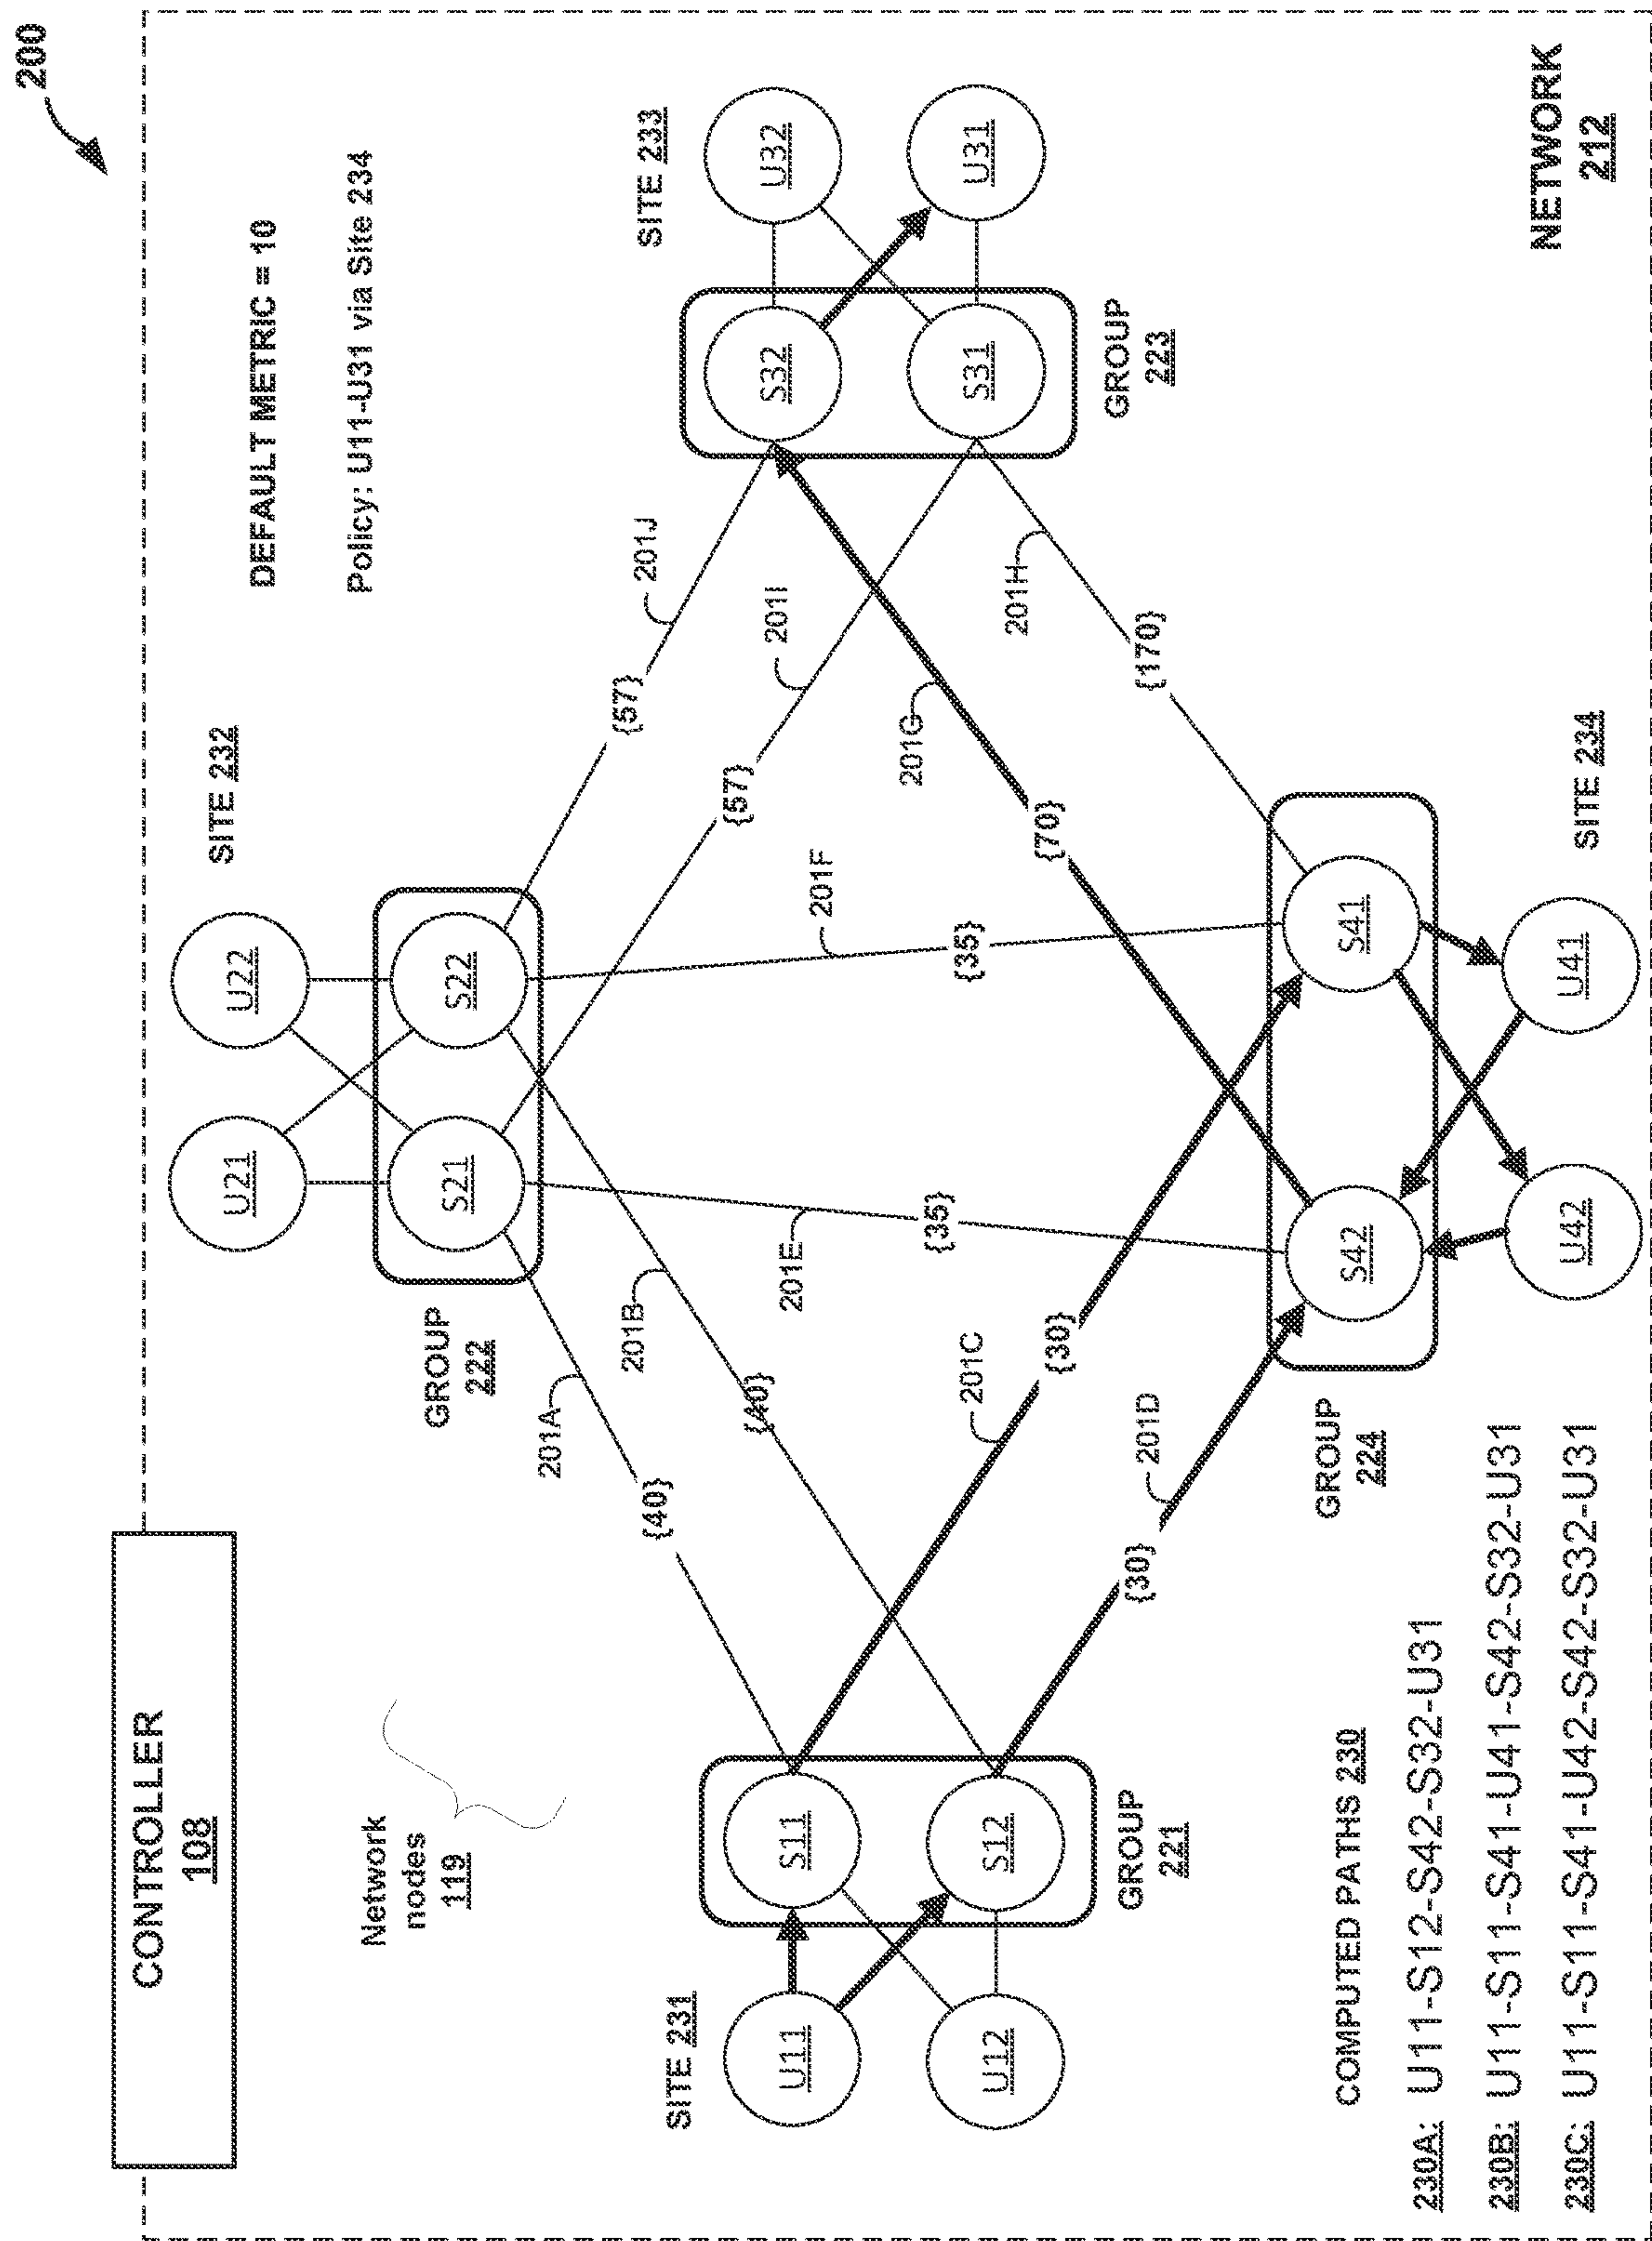 200
CONTROLLER
108
DEFAULT METRIC = 10
Policy: U11-U31 via Site 234
Network
nodes
119
SITE 232
U21
U22
S21
S22
GROUP
222
201A
{40}
201B
{40}
201J
{57}
201I
{57}
SITE 231
U11
U12
S11
S12
GROUP
221
201E
{35}
201F
{35}
201C
{30}
201D
{30}
201G
{70}
201H
{170}
SITE 233
S32
S31
U32
U31
GROUP
223
S42
S41
U42
U41
GROUP
224
SITE 234
COMPUTED PATHS 230
230A: U11-S12-S42-S32-U31
230B: U11-S11-S41-U41-S42-S32-U31
230C: U11-S11-S41-U42-S42-S32-U31
NETWORK
212